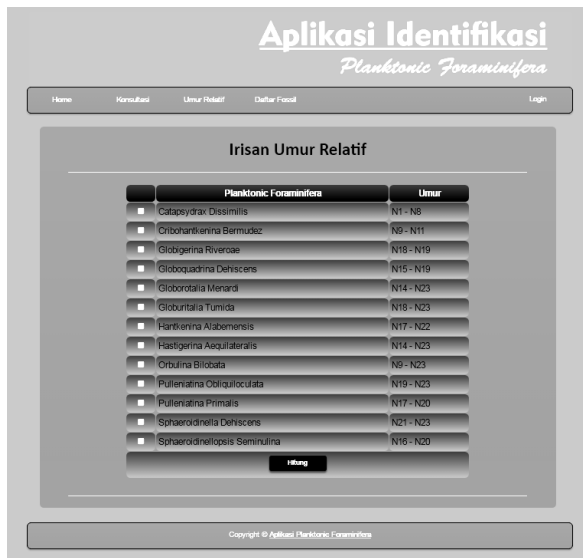 Aplikasi Identifikasi
Planktonic Foraminifera
Home Konsultasi Umur Relatif Daftar Fossil Login
Irisan Umur Relatif
Planktonic Foraminifera Umur
Catapsydrax Dissimilis N1 - N8
Cribohantkenina Bermudez N9 - N11
Globigerina Riveroae N18 - N19
Globoquadrina Dehiscens N15 - N19
Globorotalia Menardi N14 - N23
Globuritalia Tumida N18 - N23
Hantkenina Alabemensis N17 - N22
Hastigerina Aequilateralis N14 - N23
Orbulina Bilobata N9 - N23
Pulleniatina Obliquiloculata N19 - N23
Pulleniatina Primalis N17 - N20
Sphaeroidinella Dehiscens N21 - N23
Sphaeroidinellopsis Seminulina N16 - N20
Hitung
Copyright © Aplikasi Planktonic Foraminifera